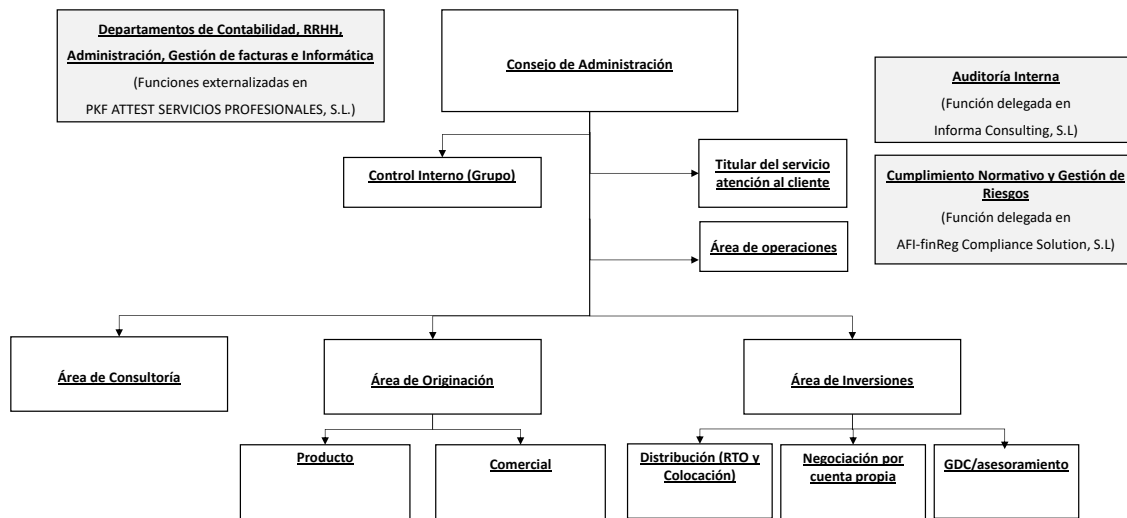 Departamentos de Contabilidad, RRHH,
Administración, Gestión de facturas e Informática
(Funciones externalizadas en
PKF ATTEST SERVICIOS PROFESIONALES, S.L.)
Consejo de Administración
Auditoría Interna
(Función delegada en
Informa Consulting, S.L)
Control Interno (Grupo)
Titular del servicio
atención al cliente
Cumplimiento Normativo y Gestión de
Riesgos
(Función delegada en
AFI-finReg Compliance Solution, S.L)
Área de operaciones
Área de Consultoría
Área de Originación
Área de Inversiones
Producto
Comercial
Distribución (RTO y
Colocación)
Negociación por
cuenta propia
GDC/asesoramiento